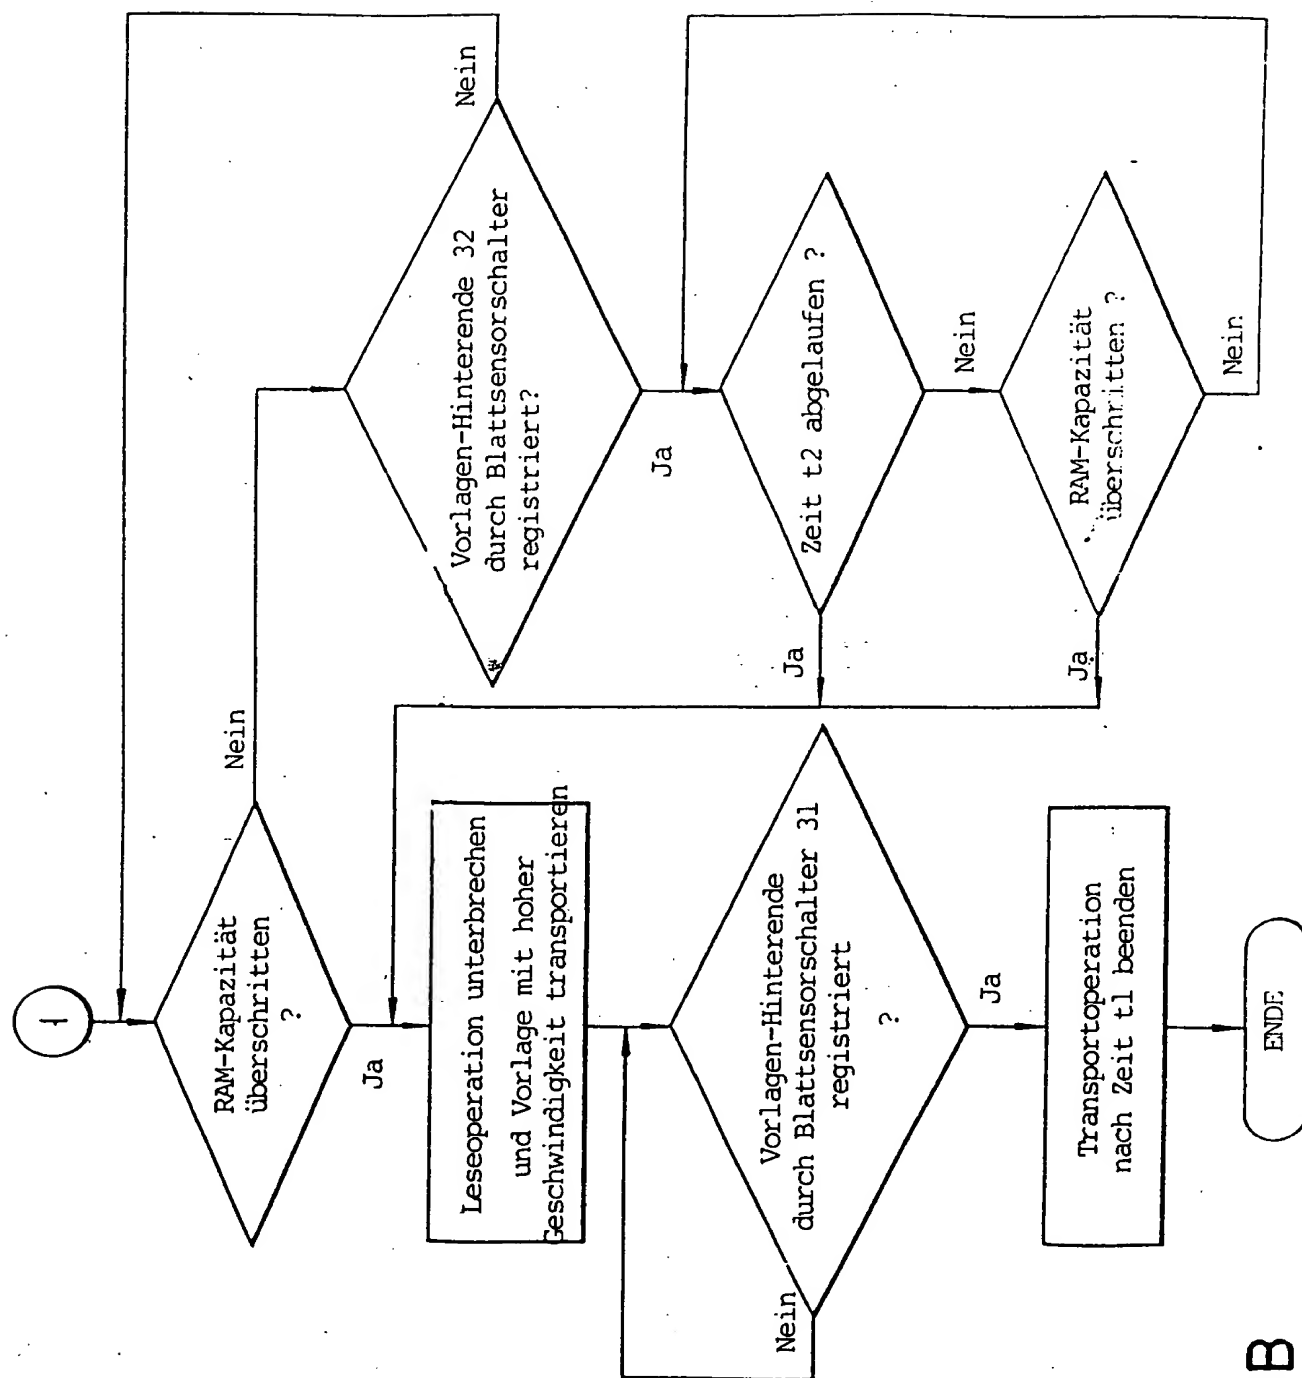 1
RAM-Kapazität
überschritten
?
Nein
Ja
Vorlagen-Hinterende 32
durch Blattsensorschalter
registriert?
Nein
Ja
Zeit t2 abgelaufen ?
Ja
Nein
RAM-Kapazität
überschritten ?
Ja
Nein
Leseoperation unterbrechen
und Vorlage mit hoher
Geschwindigkeit transportieren
Vorlagen-Hinterende
durch Blattsensorschalter 31
registriert
?
Nein
Ja
Transportoperation
nach Zeit t1 beenden
ENDE
B